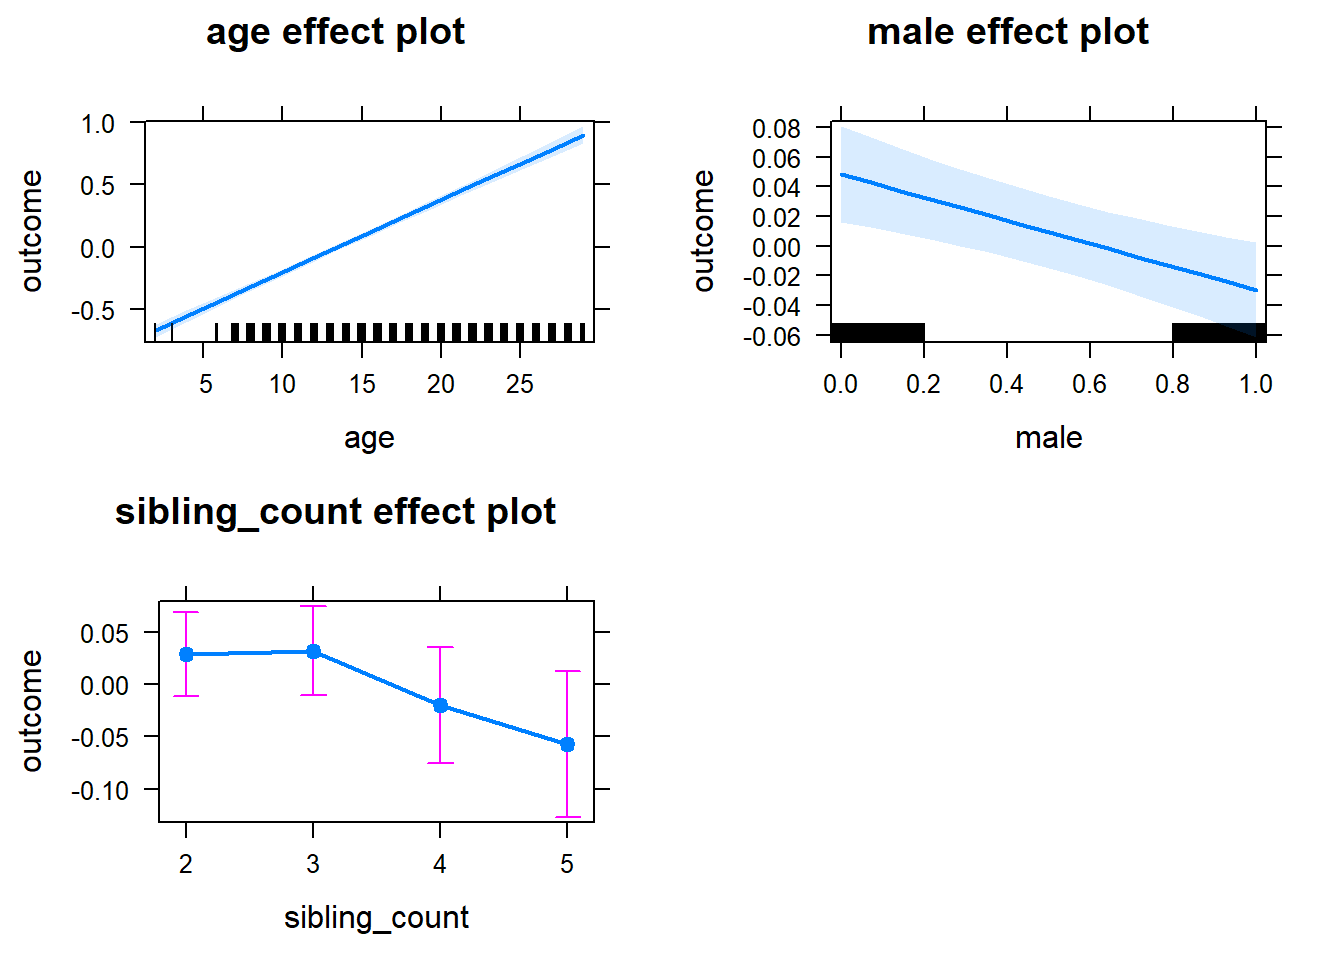 age effect plot
outcome
1.0
0.5
0.0
-0.5
5 10 15 20 25
age
male effect plot
outcome
0.08
0.06
0.04
0.02
0.00
-0.02
-0.04
-0.06
0.0 0.2 0.4 0.6 0.8 1.0
male
sibling_count effect plot
outcome
0.05
0.00
-0.05
-0.10
2 3 4 5
sibling_count